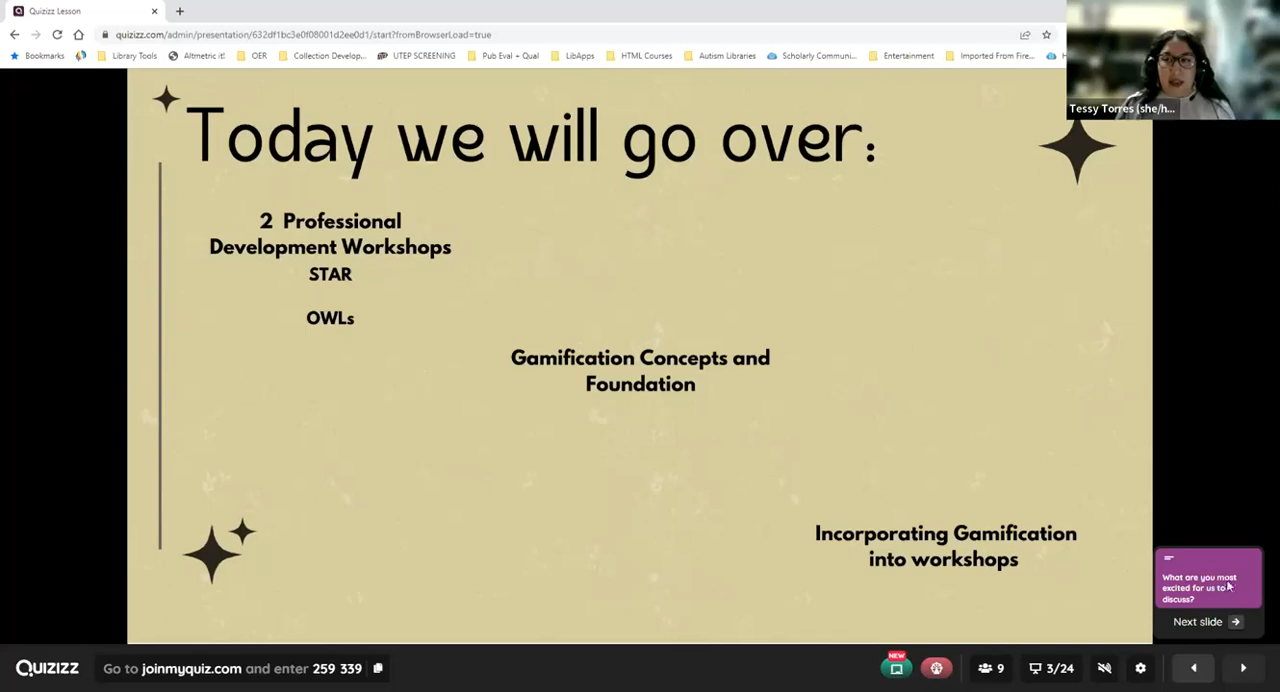 Quizizz Lesson
quizizz.com/admin/presentation/632df1bc3e0f08001d2ee0d1/start?fromBrowserLoad=true
Bookmarks
Library Tools
Altmetric it!
OER
Collection Develop...
UTEP SCREENING
Pub Eval + Qual
LibApps
HTML Courses
Autism Libraries
Scholarly Communi...
Entertainment
Imported From Fire...
Tessy Torres (she/h...
Today we will go over:
2 Professional
Development Workshops
STAR
OWLs
Gamification Concepts and
Foundation
Incorporating Gamification
into workshops
What are you most
excited for us to
discuss?
Next slide
QUIZIZZ
Go to joinmyquiz.com and enter 259 339
NEW
9
3/24